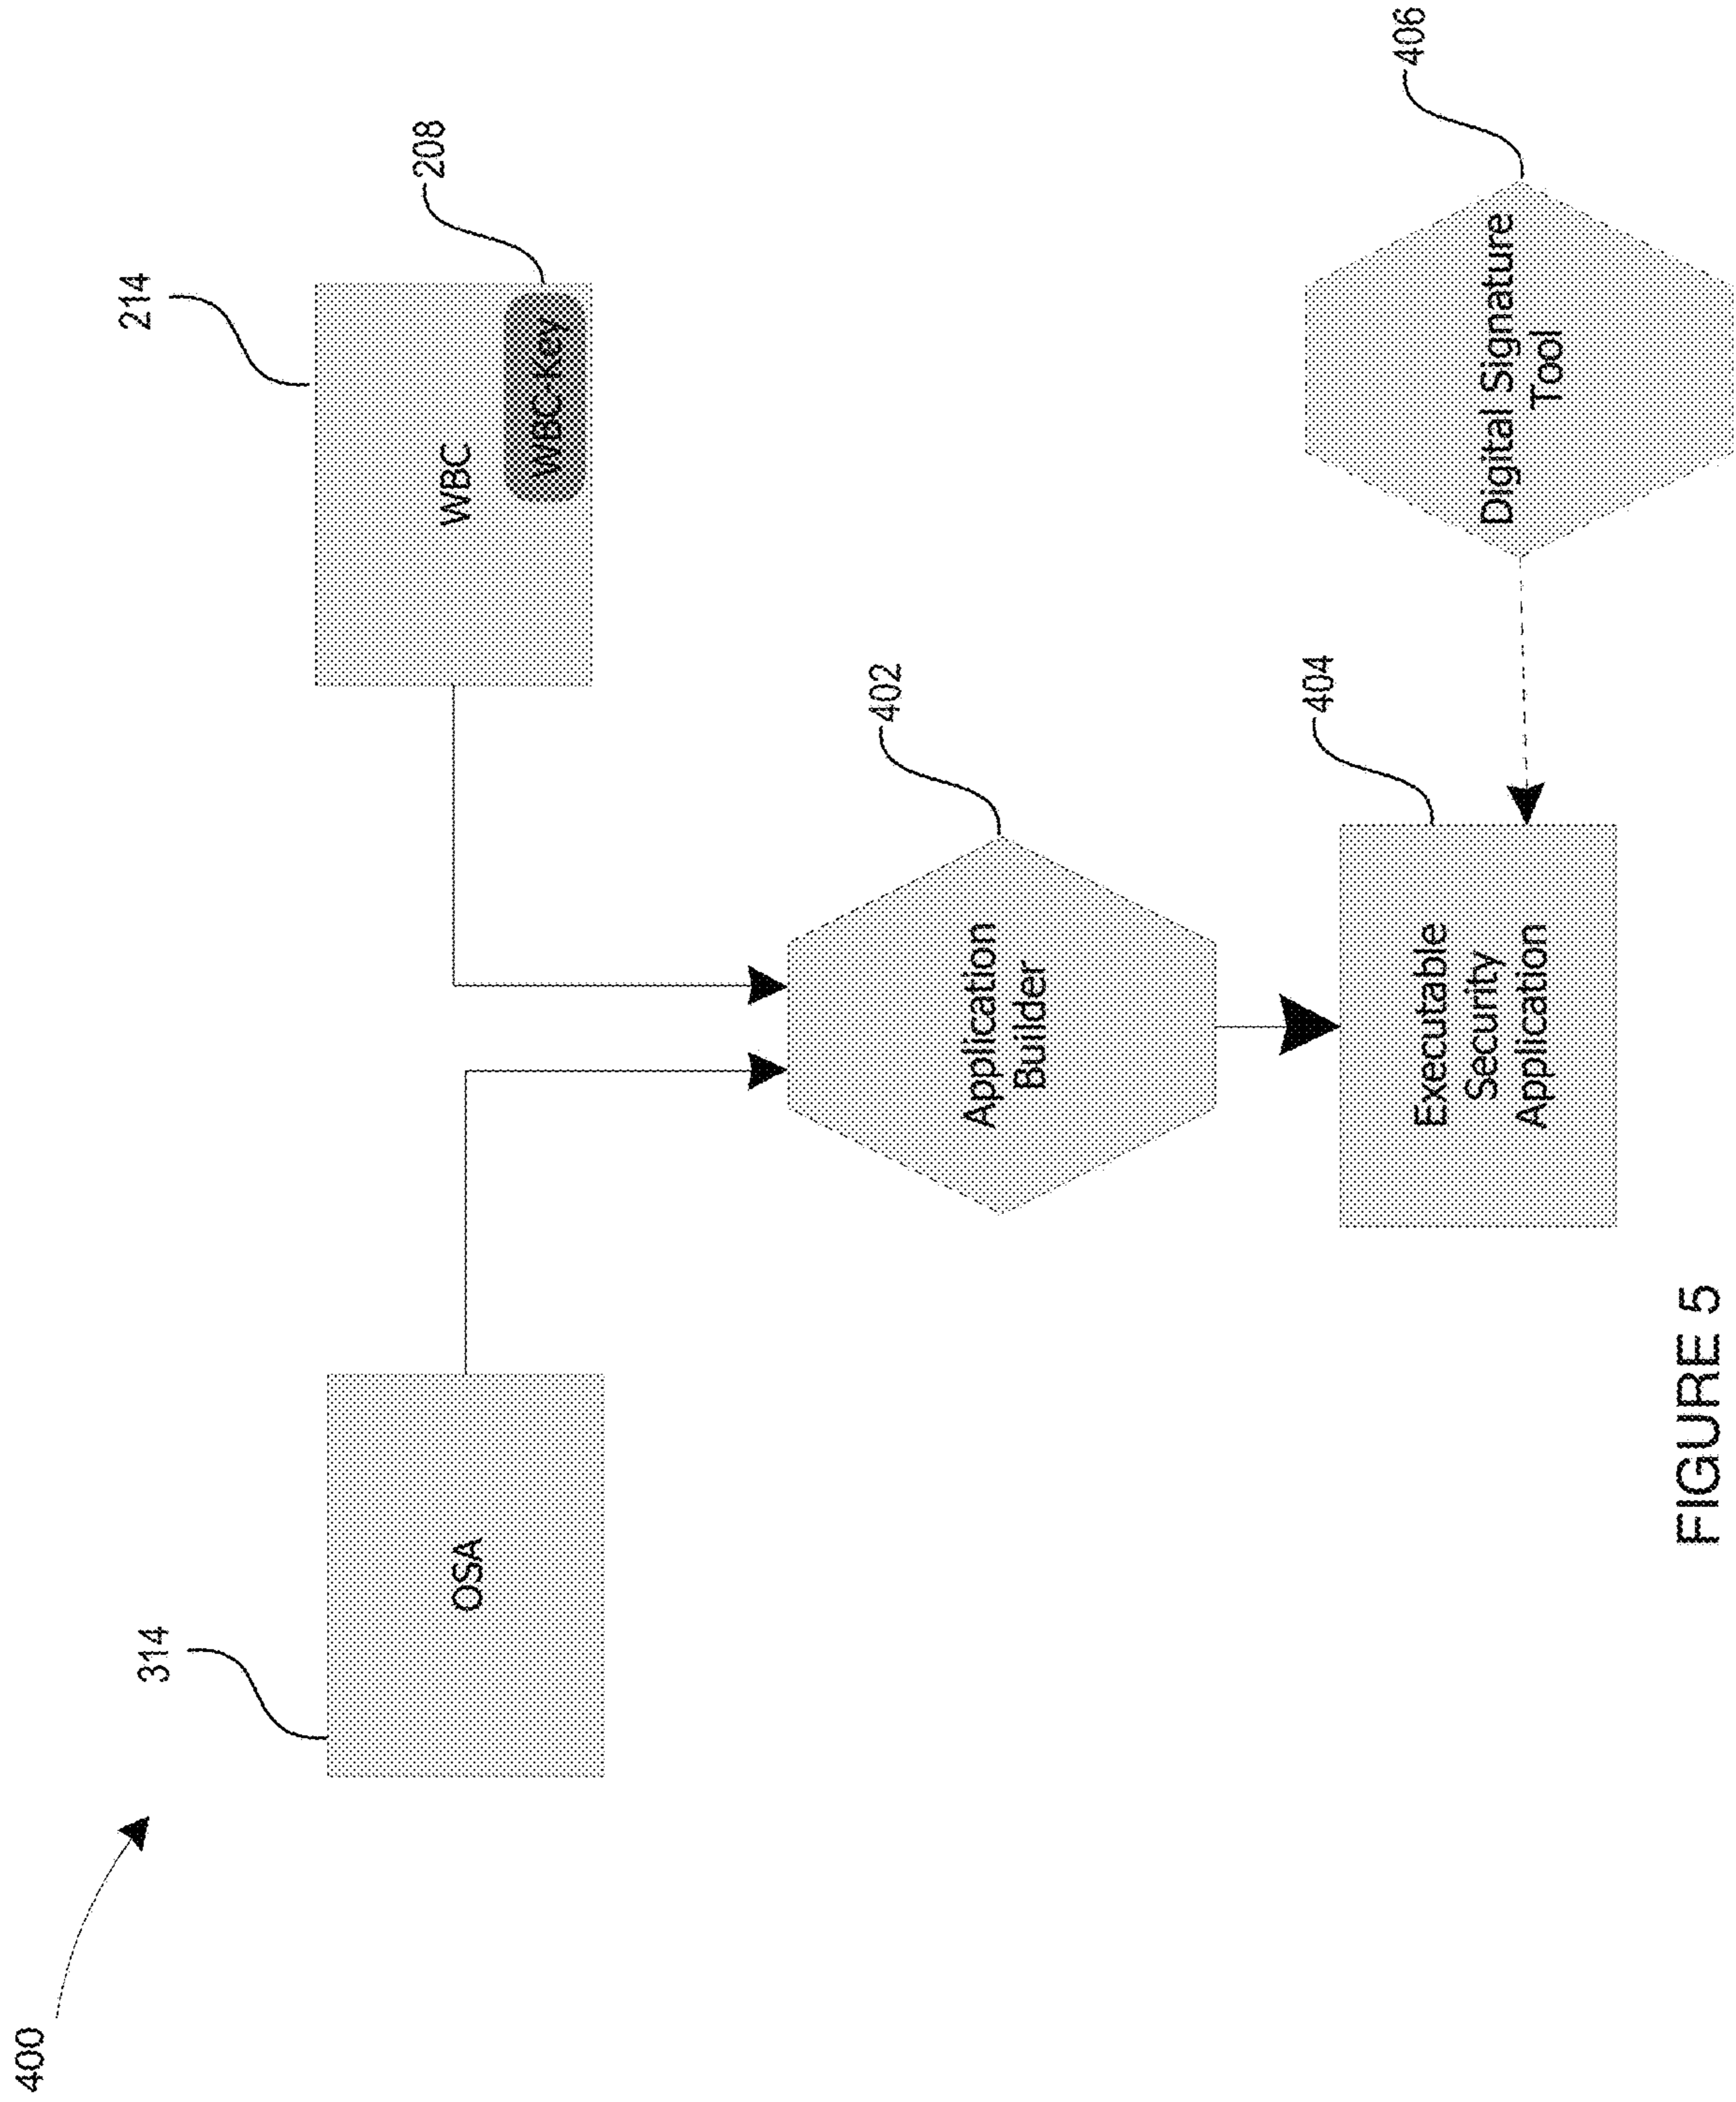 400
314
OSA
214
WBC
208
WBC-Key
402
Application
Builder
404
Executable
Security
Application
406
Digital Signature
Tool
FIGURE 5